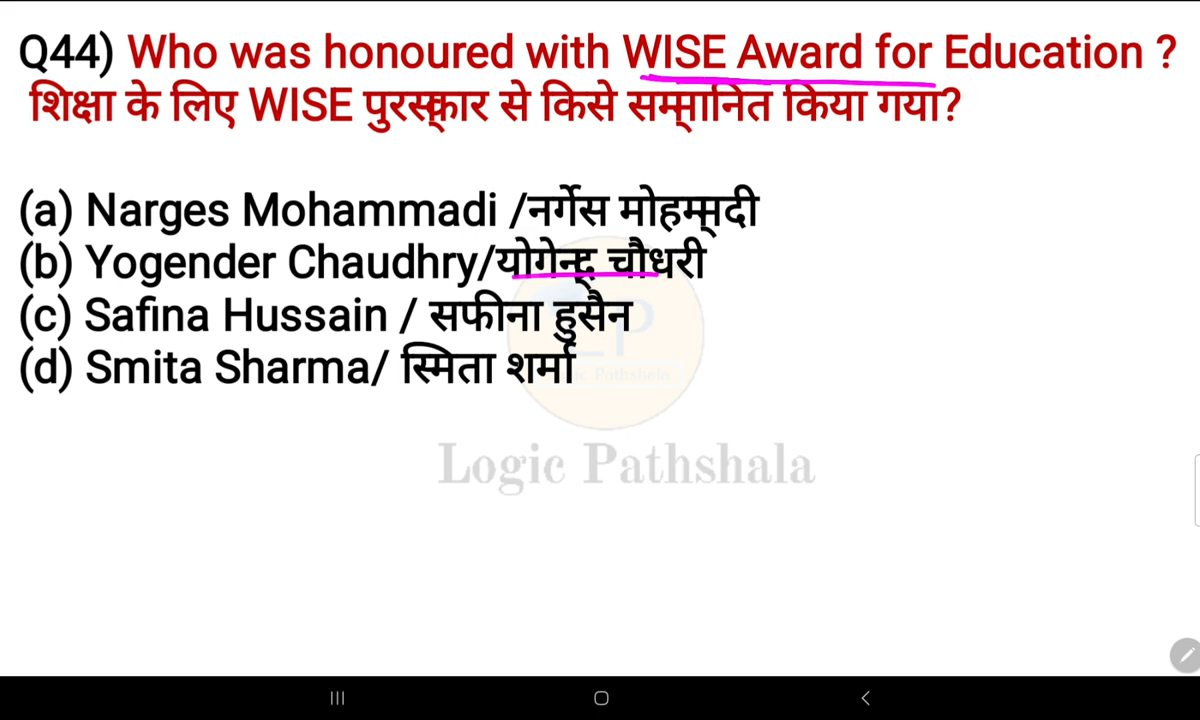 Q44) Who was honoured with WISE Award for Education ?
शिक्षा के लिए WISE पुरस्कार से किसे सम्मानित किया गया?
(a) Narges Mohammadi /नर्गेस मोहम्मदी
(b) Yogender Chaudhry/योगेन्द्र चौधरी
(c) Safina Hussain / सफीना हुसैन
(d) Smita Sharma/ स्मिता शर्मा
Logic Pathshala